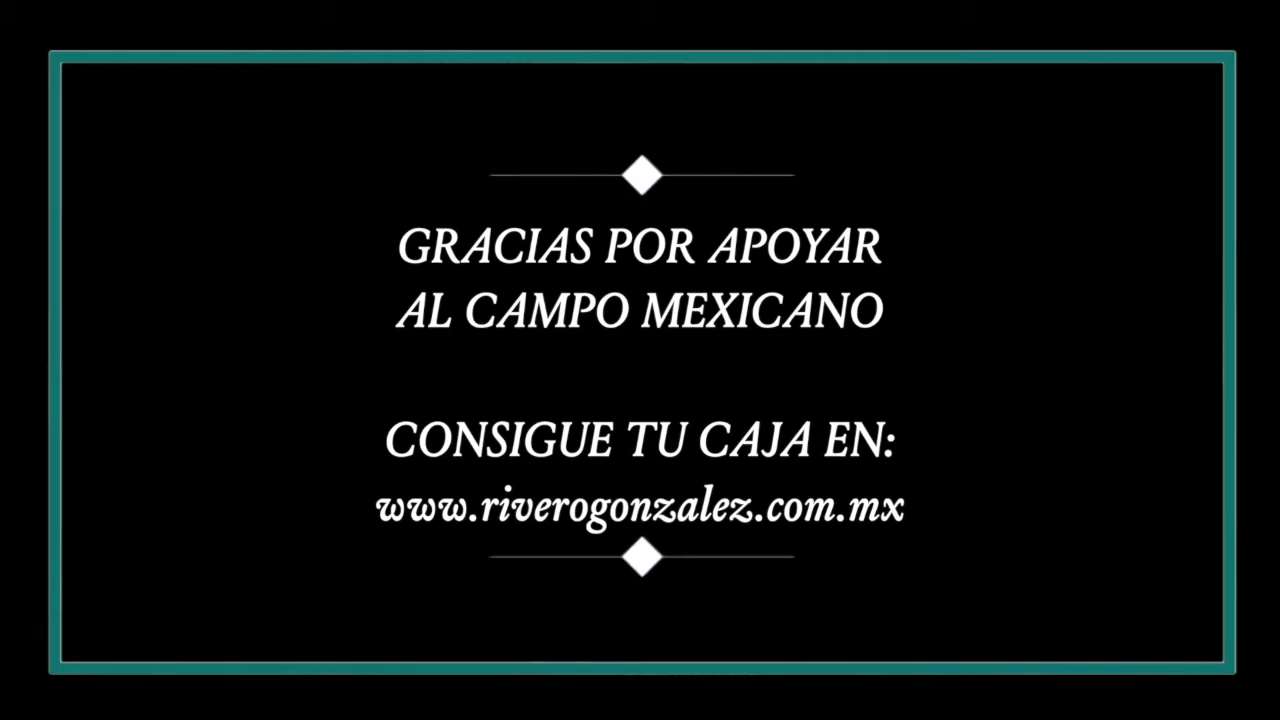 GRACIAS POR APOYAR
AL CAMPO MEXICANO
CONSIGUE TU CAJA EN:
www.riverogonzalez.com.mx